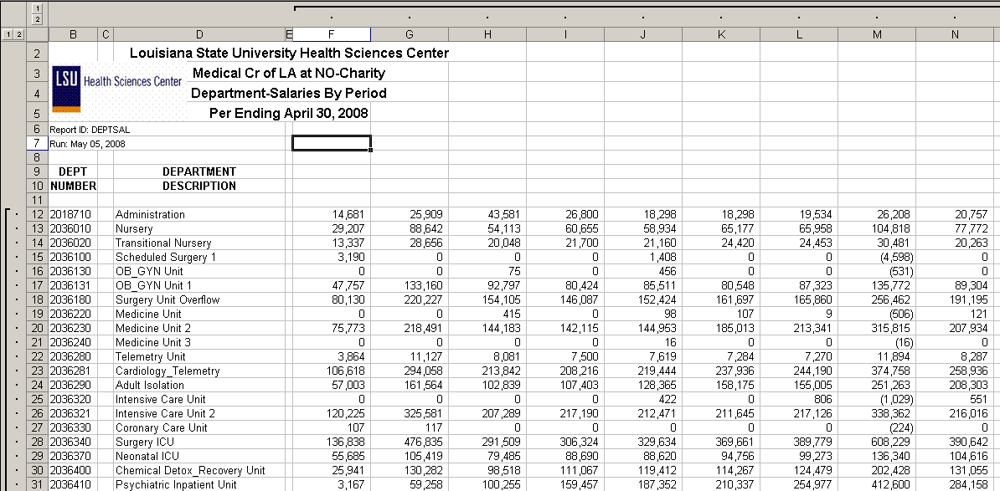 1
2
1 2 B C D E F G H I J K L M N
2 Louisiana State University Health Sciences Center
3 Medical Cr of LA at NO-Charity
LSU Health Sciences Center
4 Department-Salaries By Period
5 Per Ending April 30, 2008
6 Report ID: DEPTSAL
7 Run: May 05, 2008
8
9 DEPT DEPARTMENT
10 NUMBER DESCRIPTION
11
12 2018710 Administration 14,681 25,909 43,581 26,800 18,298 18,298 19,534 26,208 20,757
13 2036010 Nursery 29,207 88,642 54,113 60,655 58,934 65,177 65,958 104,818 77,772
14 2036020 Transitional Nursery 13,337 28,656 20,048 21,700 21,160 24,420 24,453 30,481 20,263
15 2036100 Scheduled Surgery 1 3,190 0 0 0 1,408 0 0 (4,598) 0
16 2036130 OB_GYN Unit 0 0 75 0 456 0 0 (531) 0
17 2036131 OB_GYN Unit 1 47,757 133,160 92,797 80,424 85,511 80,548 87,323 135,772 89,304
18 2036180 Surgery Unit Overflow 80,130 220,227 154,105 146,087 152,424 161,697 165,860 256,462 191,195
19 2036220 Medicine Unit 0 0 415 0 98 107 9 (506) 121
20 2036230 Medicine Unit 2 75,773 218,491 144,183 142,115 144,953 185,013 213,341 315,815 207,934
21 2036240 Medicine Unit 3 0 0 0 0 16 0 0 (16) 0
22 2036280 Telemetry Unit 3,864 11,127 8,081 7,500 7,619 7,284 7,270 11,894 8,287
23 2036281 Cardiology_Telemetry 106,618 294,058 213,842 208,216 219,444 237,936 244,190 374,758 258,936
24 2036290 Adult Isolation 57,003 161,564 102,839 107,403 128,365 158,175 155,005 251,263 208,303
25 2036320 Intensive Care Unit 0 0 0 0 422 0 806 (1,029) 551
26 2036321 Intensive Care Unit 2 120,225 325,581 207,289 217,190 212,471 211,645 217,126 338,362 216,016
27 2036330 Coronary Care Unit 107 117 0 0 0 0 0 (224) 0
28 2036340 Surgery ICU 136,838 476,835 291,509 306,324 329,634 369,661 389,779 608,229 390,642
29 2036370 Neonatal ICU 55,685 105,419 79,485 88,690 88,620 94,756 99,273 136,340 104,616
30 2036400 Chemical Detox_Recovery Unit 25,941 130,282 98,518 111,067 119,412 114,267 124,479 202,428 131,055
31 2036410 Psychiatric Inpatient Unit 3,167 59,258 100,255 159,457 187,352 210,337 254,977 412,600 284,158